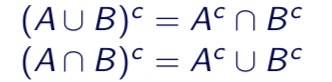 (A ∪ B)ᶜ = Aᶜ ∩ Bᶜ
(A ∩ B)ᶜ = Aᶜ ∪ Bᶜ